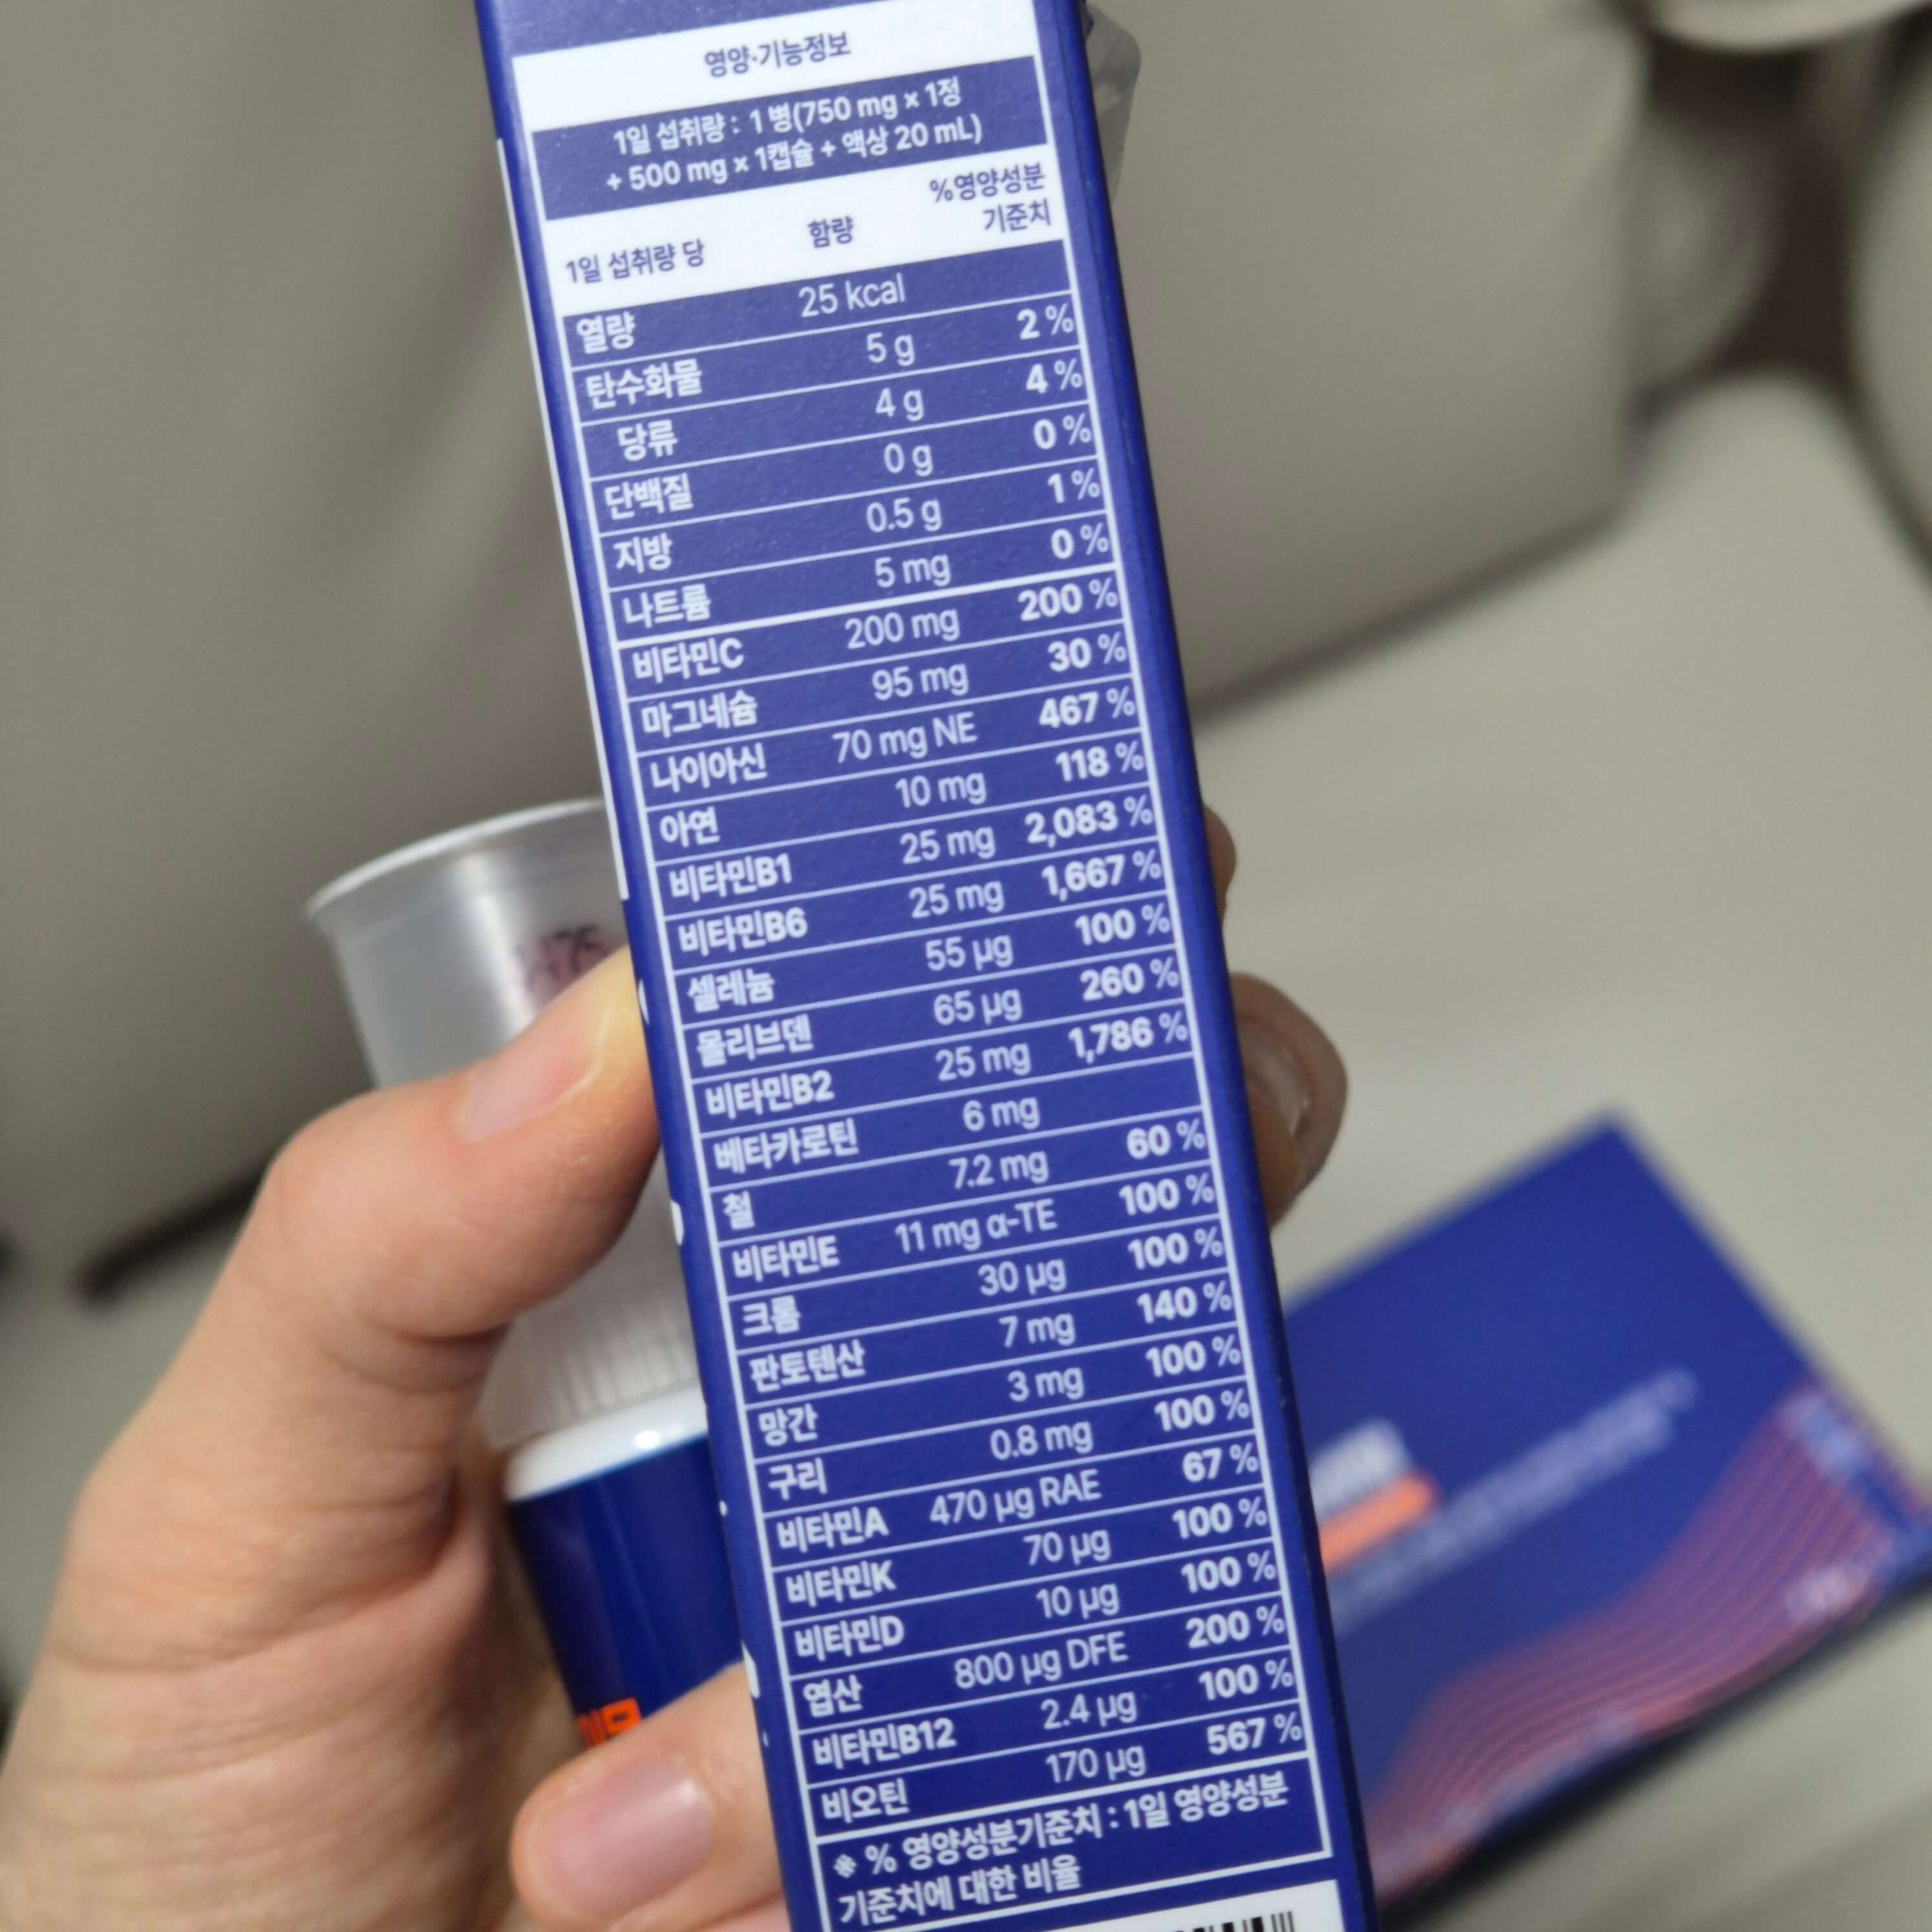 영양·기능정보
1일 섭취량 : 1 병(750 mg × 1정
+ 500 mg × 1캡슐 + 액상 20 mL)
1일 섭취량 당 함량 %영양성분
기준치
열량 25 kcal
탄수화물 5 g 2 %
당류 4 g 4 %
단백질 0 g 0 %
지방 0.5 g 1 %
나트륨 5 mg 0 %
비타민C 200 mg 200 %
마그네슘 95 mg 30 %
나이아신 70 mg NE 467 %
아연 10 mg 118 %
비타민B1 25 mg 2,083 %
비타민B6 25 mg 1,667 %
셀레늄 55 µg 100 %
몰리브덴 65 µg 260 %
비타민B2 25 mg 1,786 %
베타카로틴 6 mg
철 7.2 mg 60 %
비타민E 11 mg α-TE 100 %
크롬 30 µg 100 %
판토텐산 7 mg 140 %
망간 3 mg 100 %
구리 0.8 mg 100 %
비타민A 470 µg RAE 67 %
비타민K 70 µg 100 %
비타민D 10 µg 100 %
엽산 800 µg DFE 200 %
비타민B12 2.4 µg 100 %
비오틴 170 µg 567 %
※ % 영양성분기준치 : 1일 영양성분
기준치에 대한 비율